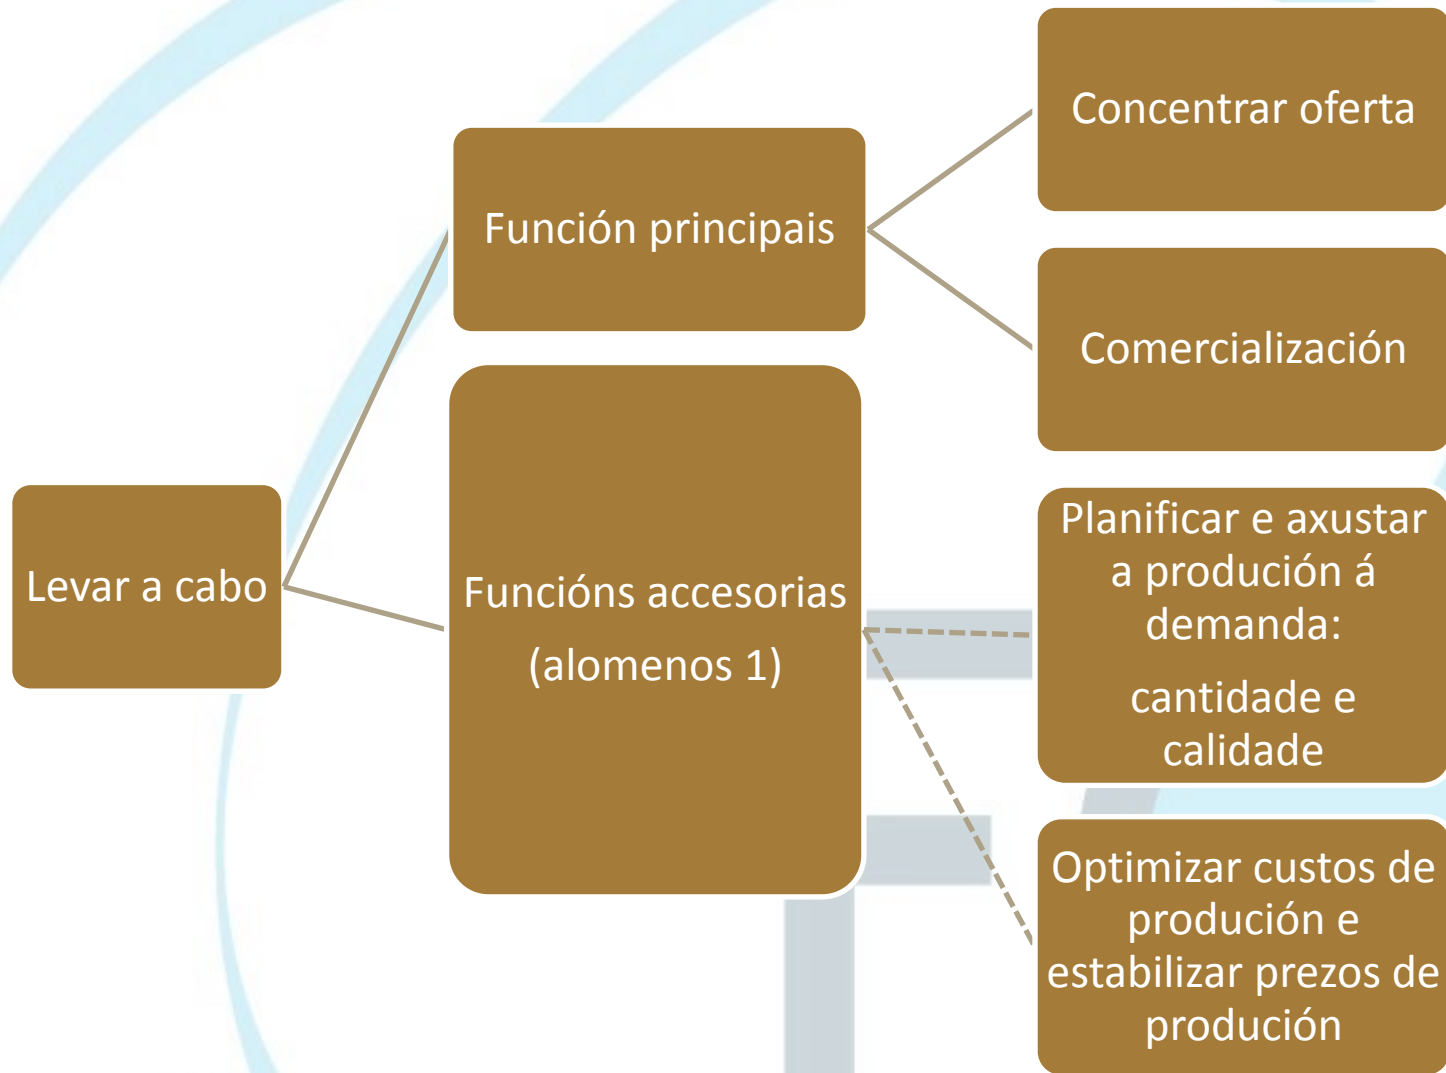 Concentrar oferta
Función principais
Comercialización
Levar a cabo
Funcións accesorias
(alomenos 1)
Planificar e axustar
a produción á
demanda:
cantidade e
calidade
Optimizar custos de
produción e
estabilizar prezos de
produción